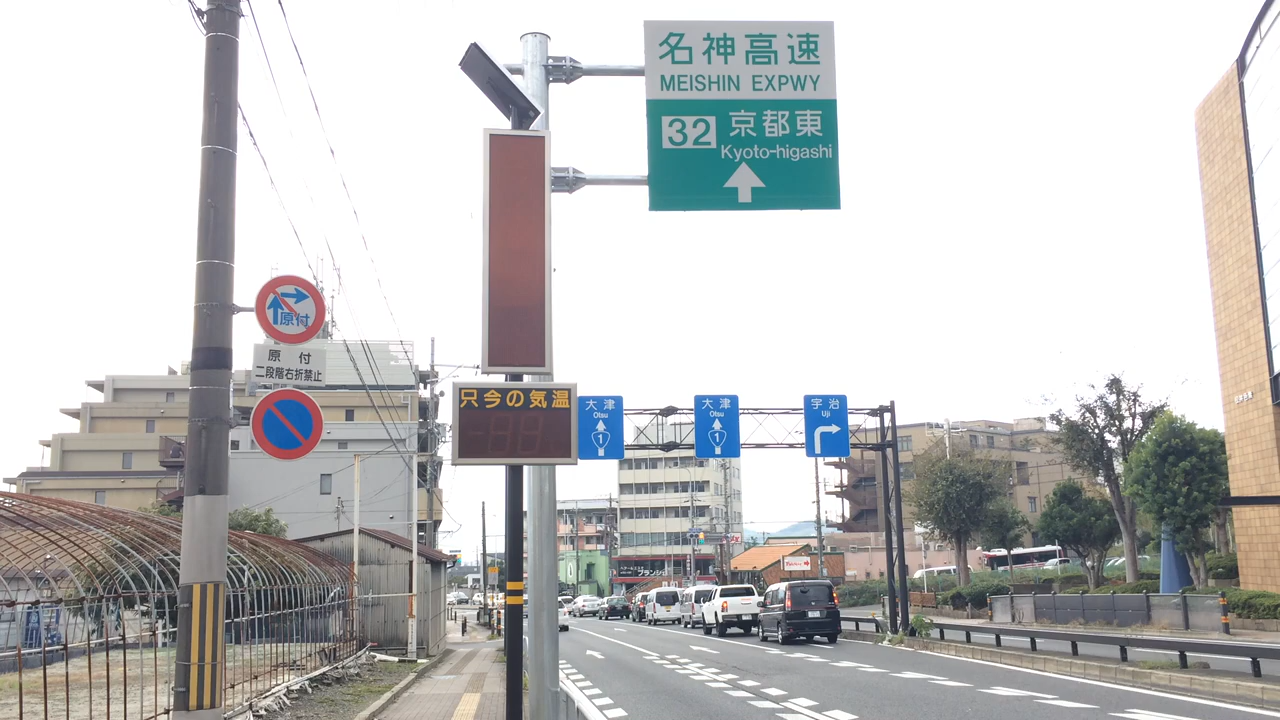 名神高速
MEISHIN EXPWY
32 京都東
Kyoto-higashi
原付
原 付
二段階右折禁止
只今の気温
大津
Otsu
1
大津
Otsu
1
宇治
Uji